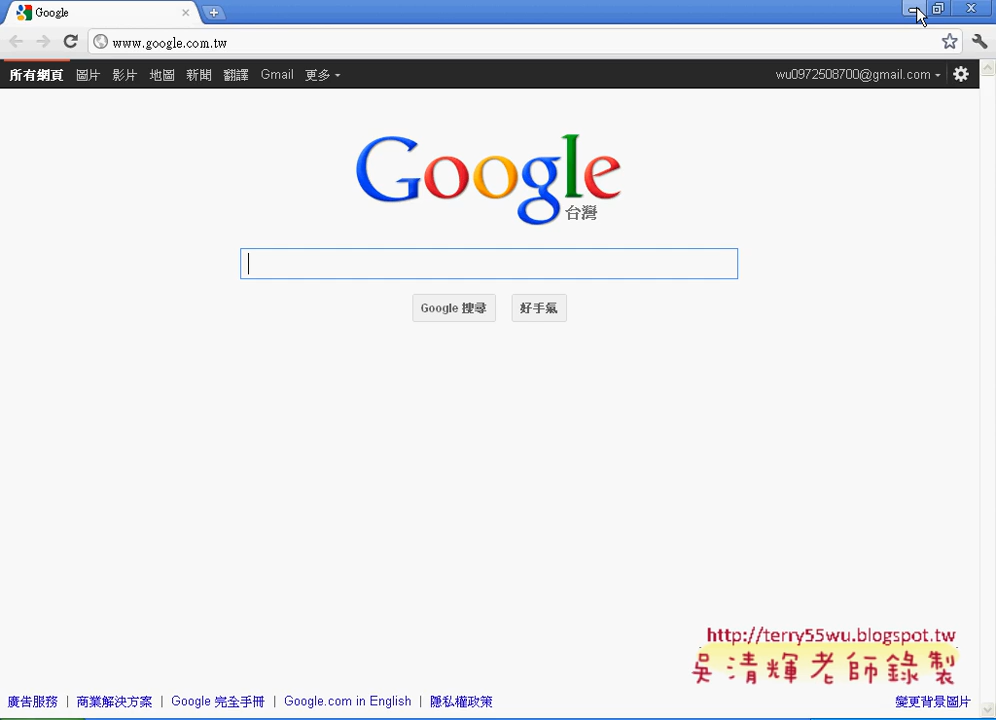 Google
www.google.com.tw
所有網頁 圖片 影片 地圖 新聞 翻譯 Gmail 更多 wu0972508700@gmail.com
Google
台灣
Google 搜尋 好手氣
http://terry55wu.blogspot.tw
吳清輝老師錄製
廣告服務 | 商業解決方案 | Google 完全手冊 | Google.com in English | 隱私權政策 變更背景圖片